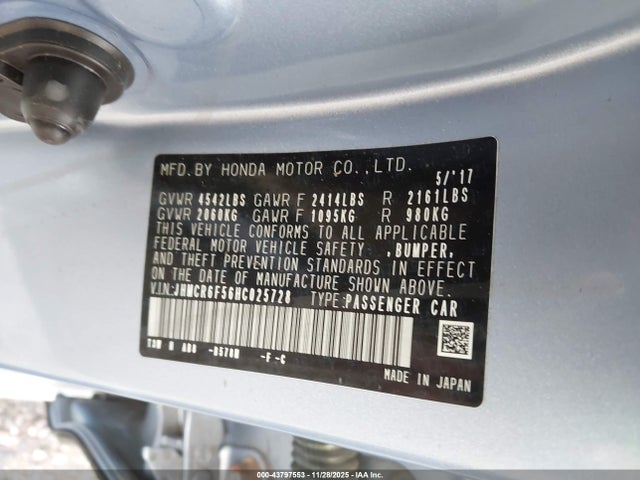 MFD. BY HONDA MOTOR CO., LTD. 5/'17
GVWR 4542LBS GAWR F 2414LBS R 2161LBS
GVWR 2060KG GAWR F 1095KG R 980KG
THIS VEHICLE CONFORMS TO ALL APPLICABLE
FEDERAL MOTOR VEHICLE SAFETY ,BUMPER,
AND THEFT PREVENTION STANDARDS IN EFFECT
ON THE DATE OF MANUFACTURE SHOWN ABOVE.
V.I.N: JHMCR6F56HC025728 TYPE: PASSENGER CAR
-F -C
MADE IN JAPAN
000-43797553 - 11/28/2025 - IAAI.COM